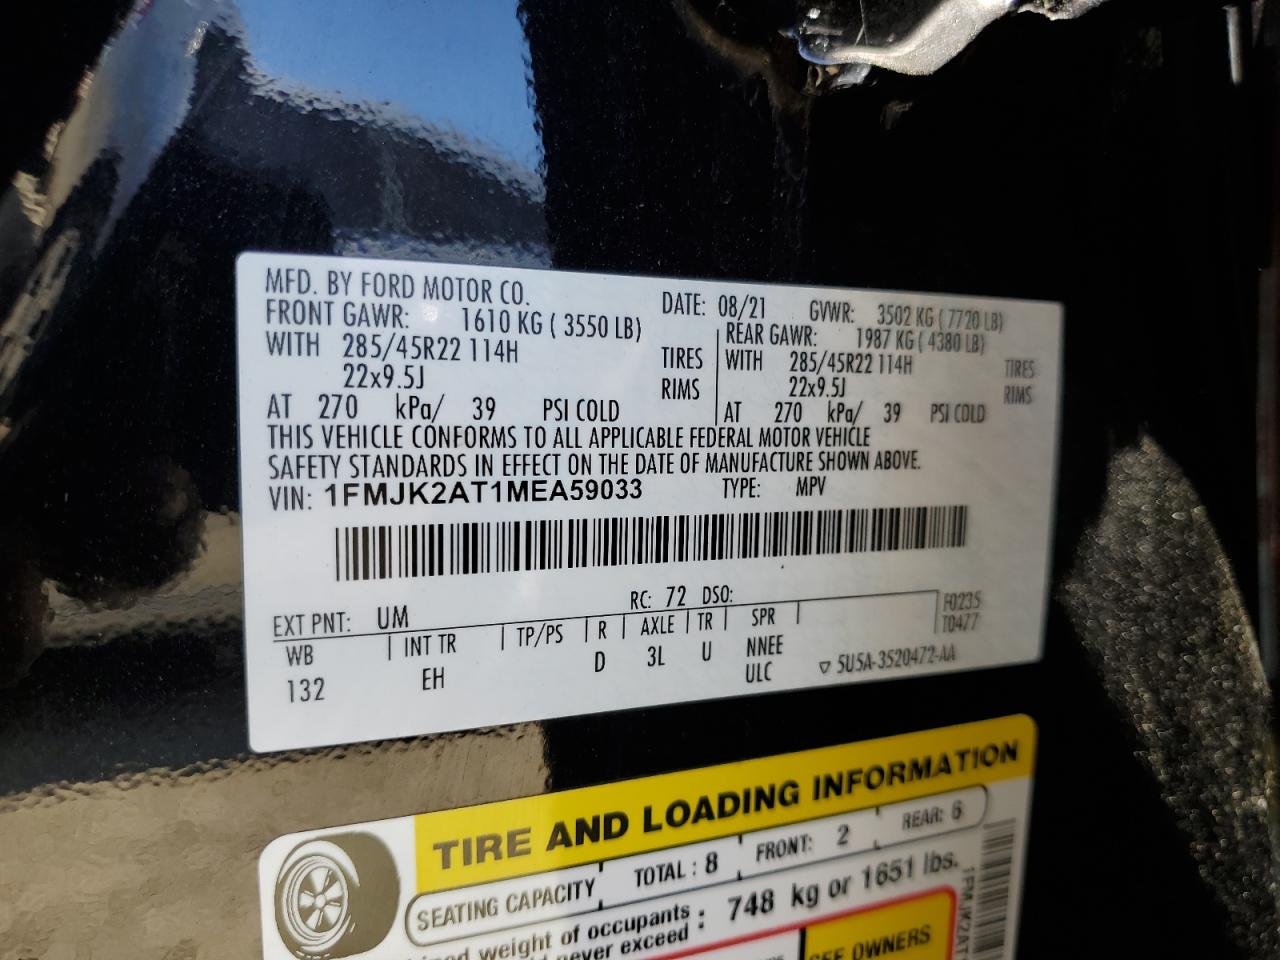 MFD. BY FORD MOTOR CO. DATE: 08/21 GVWR: 3502 KG ( 7720 LB)
FRONT GAWR: 1610 KG ( 3550 LB) REAR GAWR: 1987 KG ( 4380 LB)
WITH 285/45R22 114H TIRES WITH 285/45R22 114H TIRES
22x9.5J RIMS 22x9.5J RIMS
AT 270 kPa/ 39 PSI COLD AT 270 kPa/ 39 PSI COLD
THIS VEHICLE CONFORMS TO ALL APPLICABLE FEDERAL MOTOR VEHICLE
SAFETY STANDARDS IN EFFECT ON THE DATE OF MANUFACTURE SHOWN ABOVE.
VIN: 1FMJK2AT1MEA59033 TYPE: MPV
EXT PNT: UM RC: 72 DSO: F0235
WB INT TR TP/PS R AXLE TR SPR T0477
132 EH D 3L U NNEE
ULC ▽ 5U5A-3520472-AA
TIRE AND LOADING INFORMATION
SEATING CAPACITY TOTAL : 8 FRONT: 2 REAR: 6
weight of occupants : 748 kg or 1651 lbs.
never exceed
OWNERS